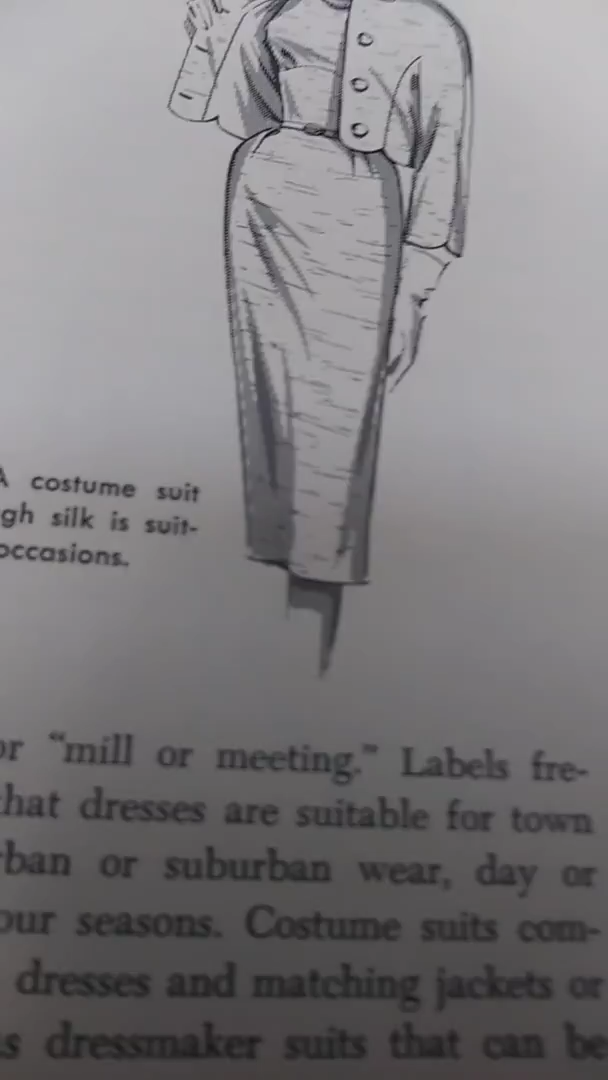 A costume suit
gh silk is suit-
occasions.
or “mill or meeting.” Labels fre-
that dresses are suitable for town
rban or suburban wear, day or
our seasons. Costume suits com-
dresses and matching jackets or
s dressmaker suits that can be